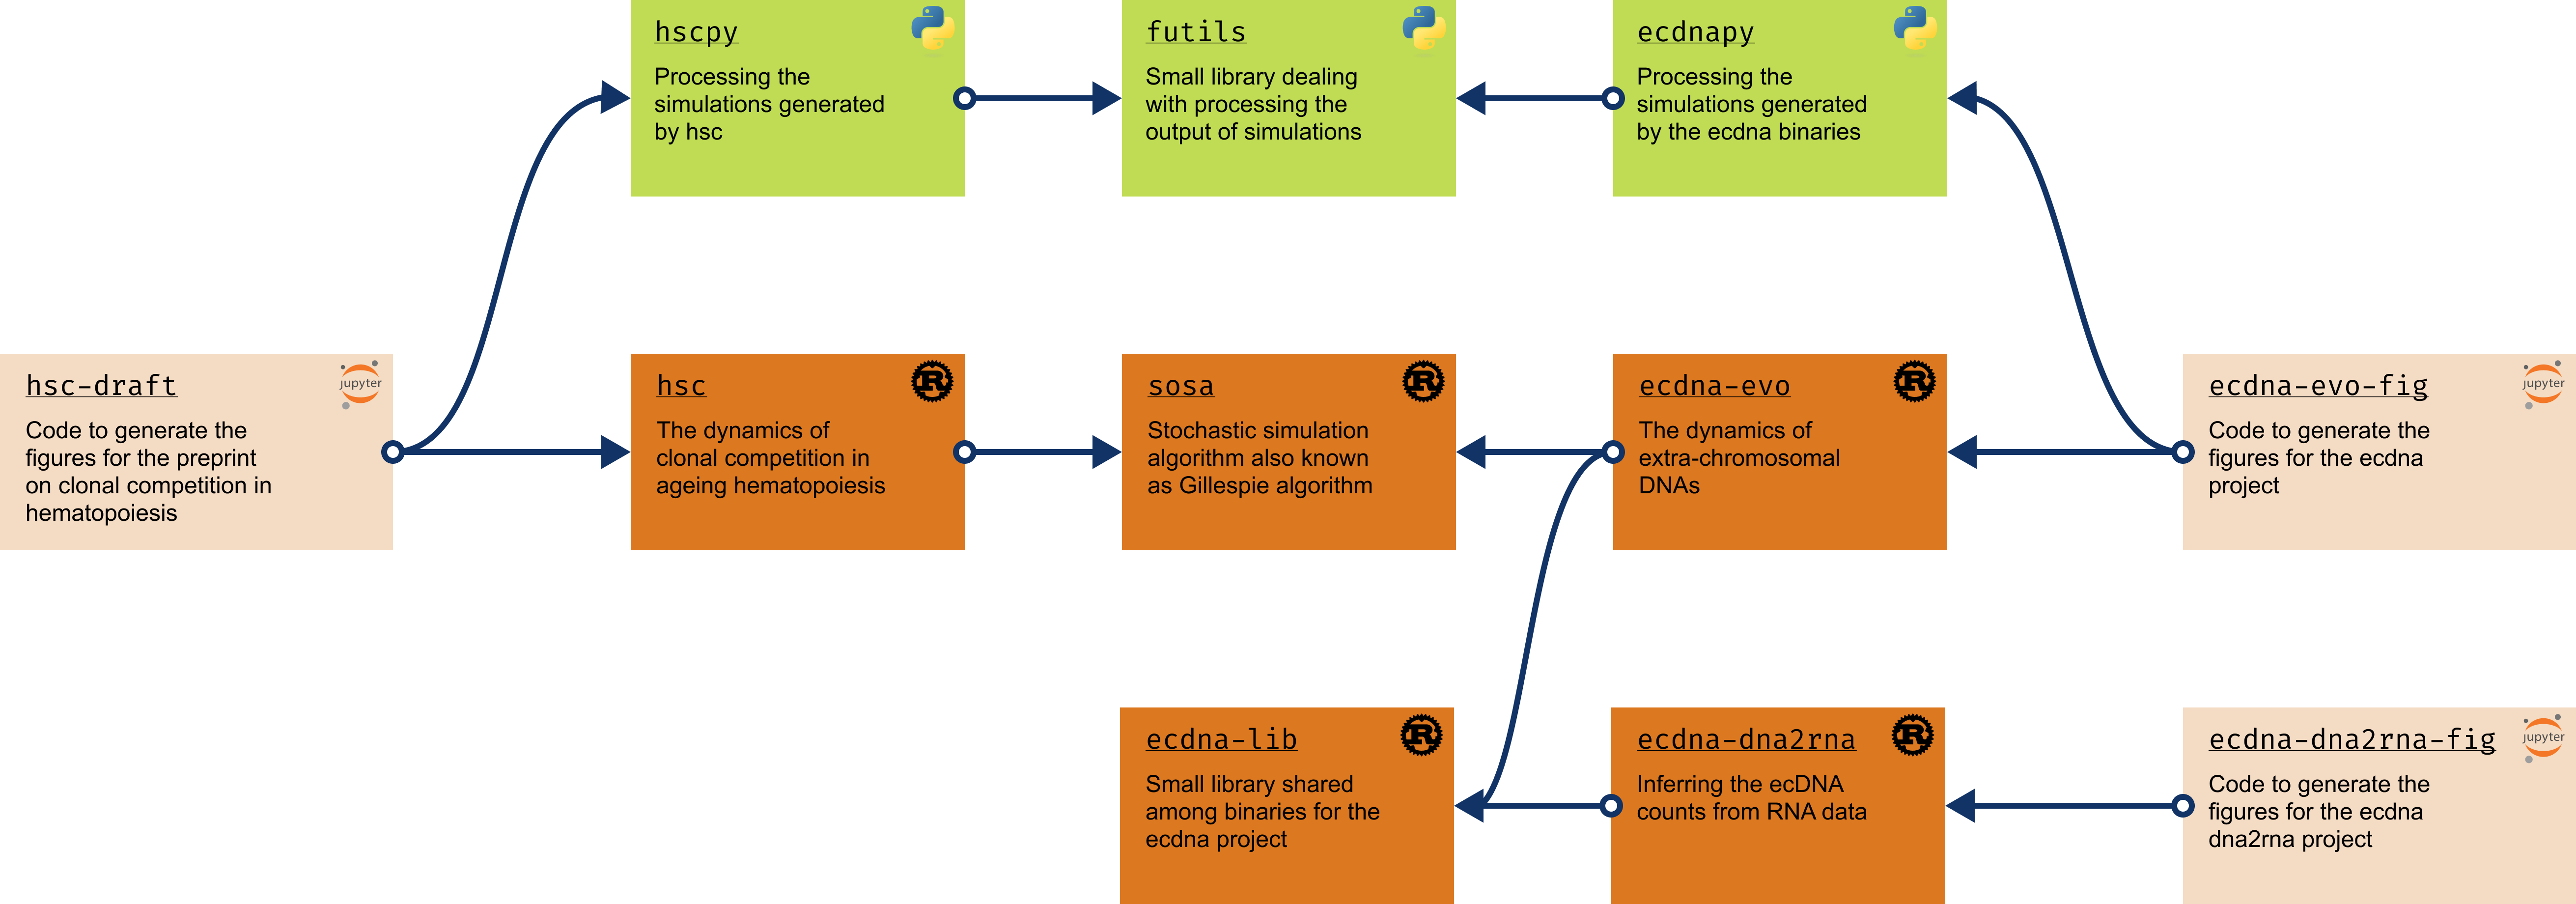 hscpy
Processing the
simulations generated
by hsc
futils
Small library dealing
with processing the
output of simulations
ecdnapy
Processing the
simulations generated
by the ecdna binaries
hsc-draft
jupyter
Code to generate the
figures for the preprint
on clonal competition in
hematopoiesis
hsc
R
The dynamics of
clonal competition in
ageing hematopoiesis
sosa
R
Stochastic simulation
algorithm also known
as Gillespie algorithm
ecdna-evo
R
The dynamics of
extra-chromosomal
DNAs
ecdna-evo-fig
jupyter
Code to generate the
figures for the ecdna
project
ecdna-lib
R
Small library shared
among binaries for the
ecdna project
ecdna-dna2rna
R
Inferring the ecDNA
counts from RNA data
ecdna-dna2rna-fig
jupyter
Code to generate the
figures for the ecdna
dna2rna project